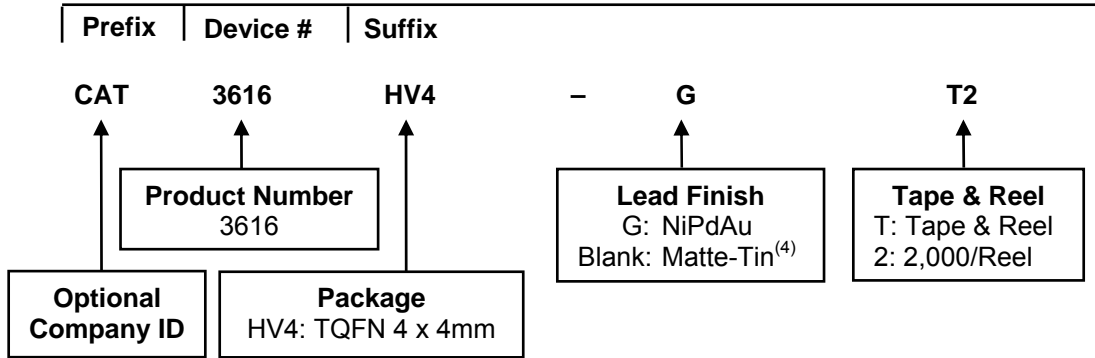 Prefix Device # Suffix
CAT 3616 HV4 – G T2
Product Number
3616
Lead Finish
G: NiPdAu
Blank: Matte-Tin(4)
Tape & Reel
T: Tape & Reel
2: 2,000/Reel
Optional
Company ID
Package
HV4: TQFN 4 x 4mm